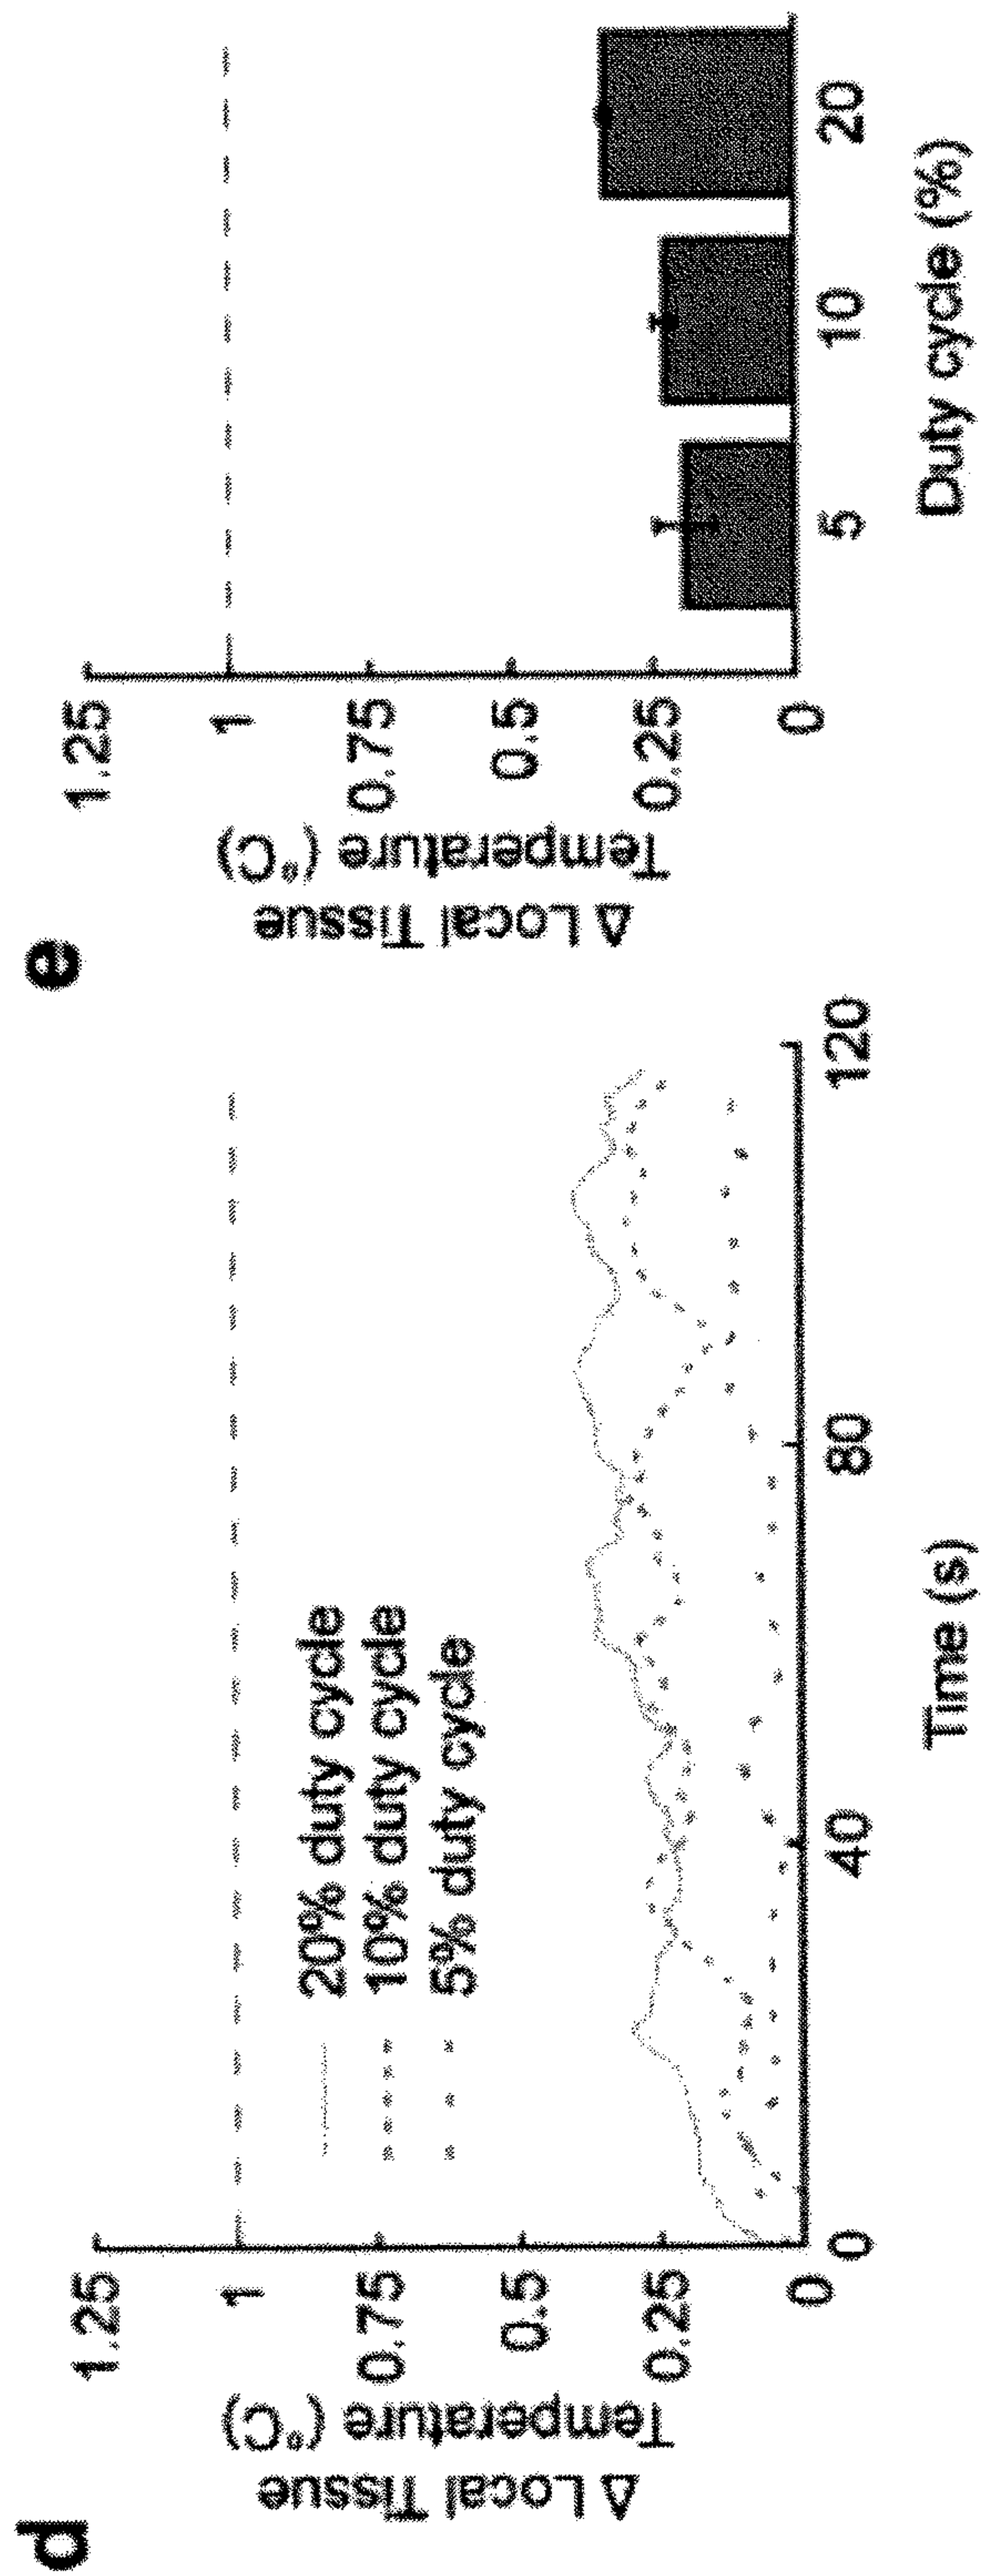 d
Δ Local Tissue
Temperature (°C)
1.25
1
0.75
0.5
0.25
0
20% duty cycle
10% duty cycle
5% duty cycle
0
40
80
120
Time (s)
e
Δ Local Tissue
Temperature (°C)
1.25
1
0.75
0.5
0.25
0
5
10
20
Duty cycle (%)